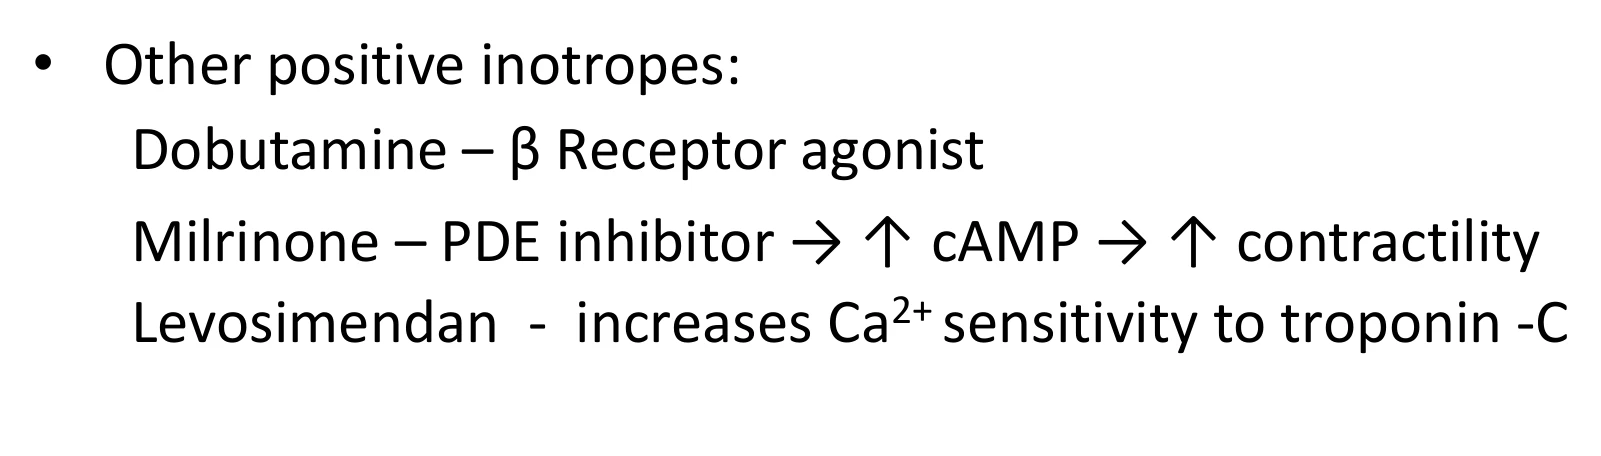 • Other positive inotropes:
Dobutamine – β Receptor agonist
Milrinone – PDE inhibitor → ↑ cAMP → ↑ contractility
Levosimendan - increases Ca²⁺ sensitivity to troponin -C